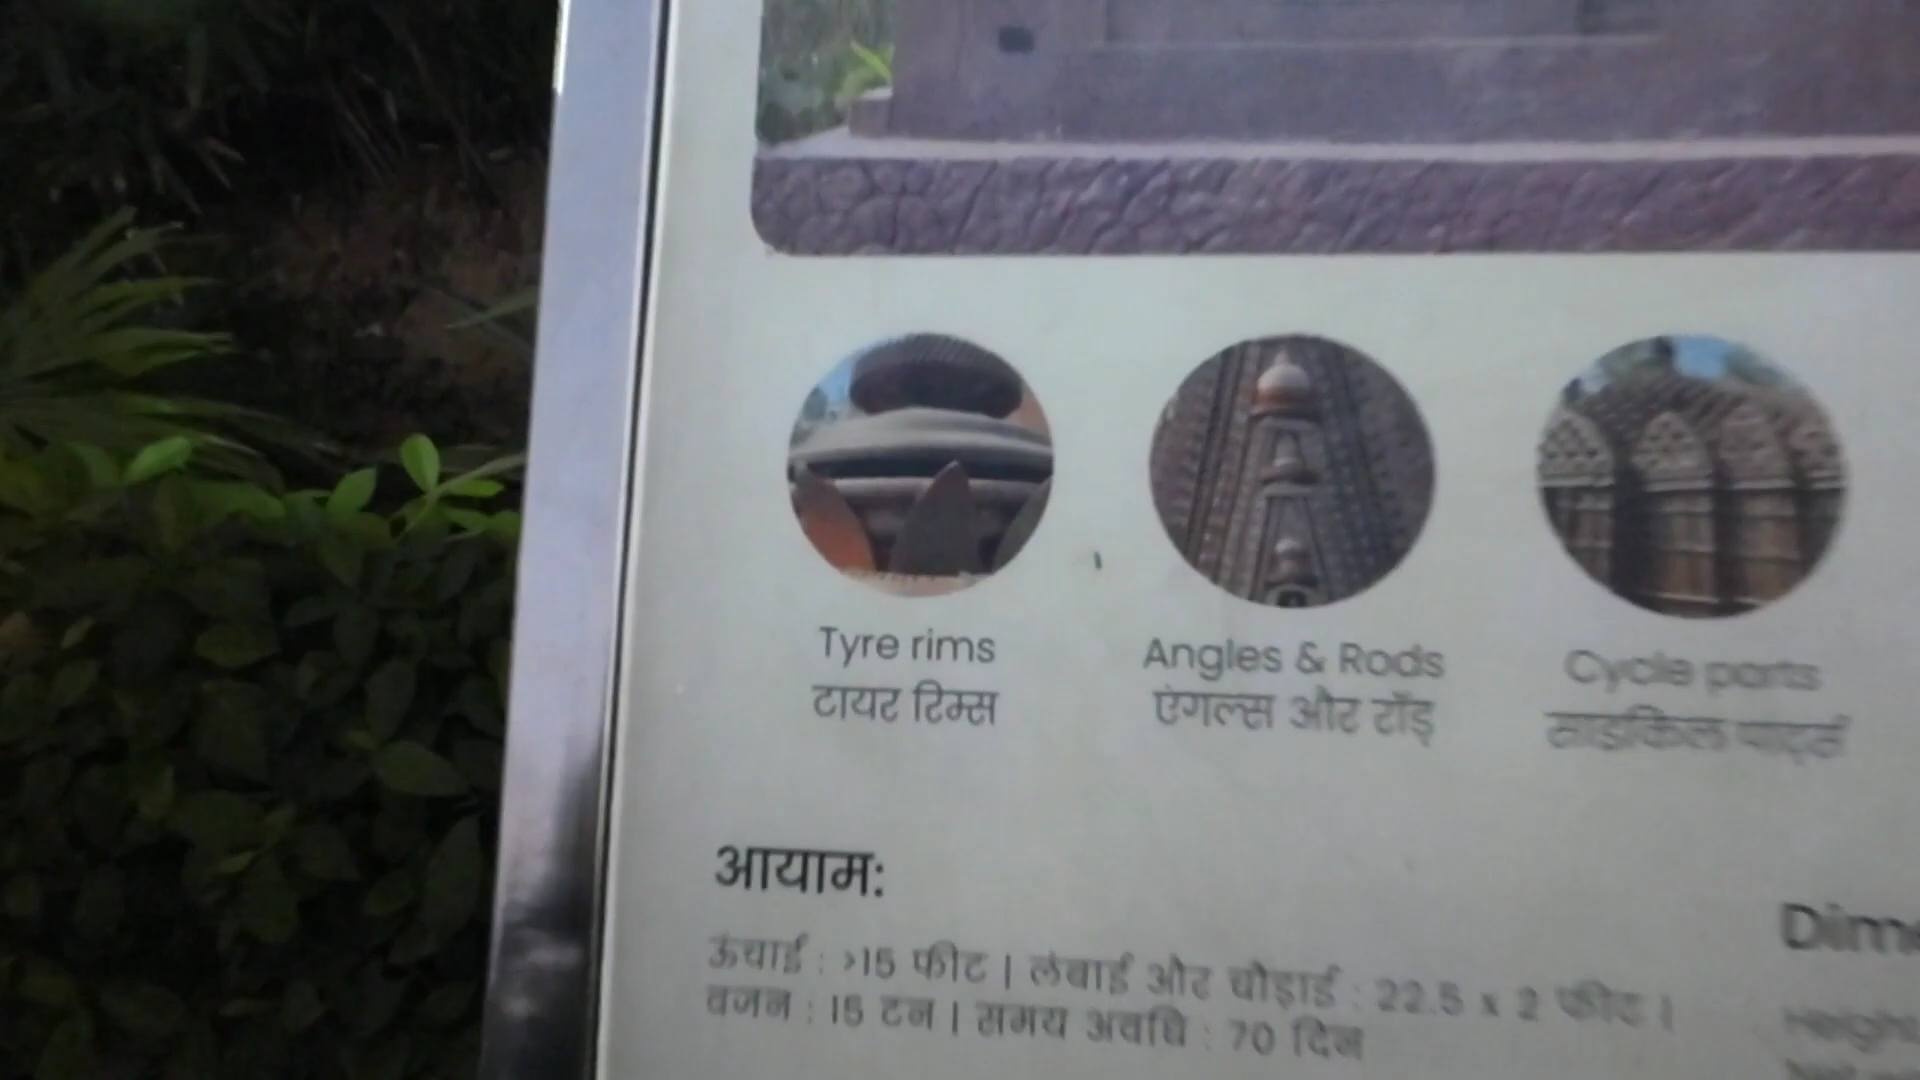 Tyre rims
टायर रिम्स
Angles & Rods
एंगल्स और रॉड्
Cycle parts
साइकिल पार्ट्स
आयाम:
ऊंचाई : >15 फीट | लंबाई और चौड़ाई : 22.5 x 2 फीट |
वजन : 15 टन | समय अवधि : 70 दिन